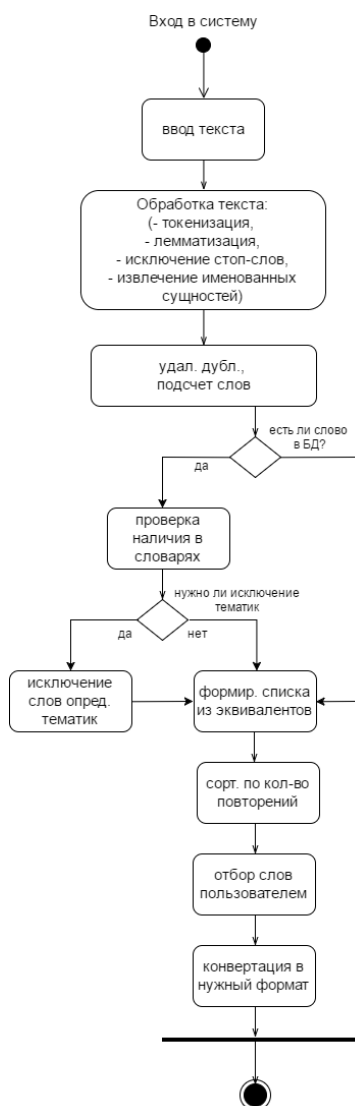 Вход в систему
ввод текста
Обработка текста:
(- токенизация,
- лемматизация,
- исключение стоп-слов,
- извлечение именованных
сущностей)
удал. дубл.,
подсчет слов
есть ли слово
в БД?
да
проверка
наличия в
словарях
нужно ли исключение
тематик
да
нет
исключение
слов опред.
тематик
формир. списка
из эквивалентов
сорт. по кол-во
повторений
отбор слов
пользователем
конвертация в
нужный формат